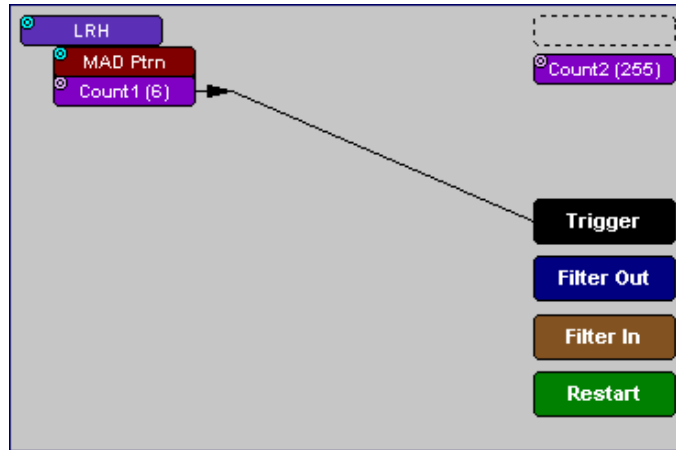 LRH
MAD Ptrn
Count1 (6)
Count2 (255)
Trigger
Filter Out
Filter In
Restart